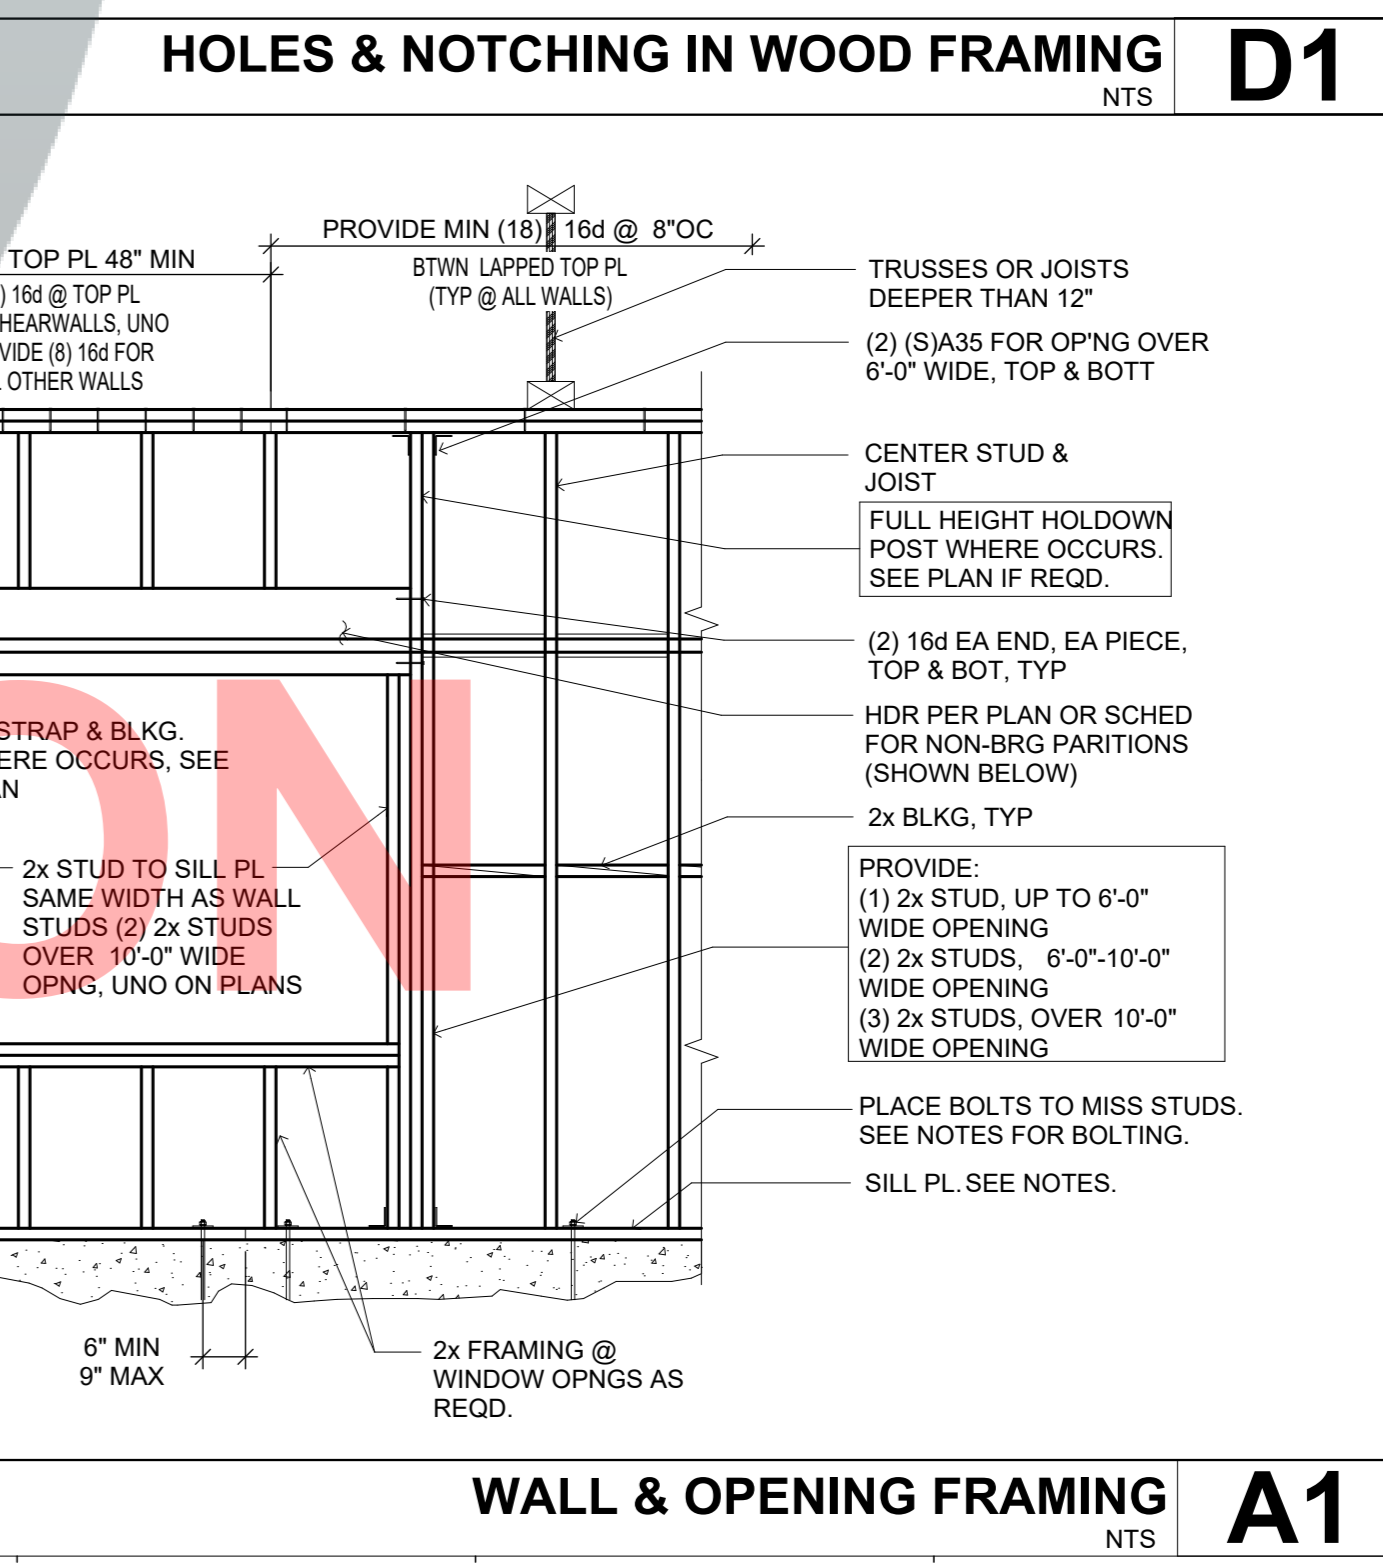 HOLES & NOTCHING IN WOOD FRAMING
NTS
D1
PROVIDE MIN (18) 16d @ 8"OC
BTWN LAPPED TOP PL
(TYP @ ALL WALLS)
TOP PL 48" MIN
) 16d @ TOP PL
HEARWALLS, UNO
VIDE (8) 16d FOR
OTHER WALLS
TRUSSES OR JOISTS
DEEPER THAN 12"
(2) (S)A35 FOR OP'NG OVER
6'-0" WIDE, TOP & BOTT
CENTER STUD &
JOIST
FULL HEIGHT HOLDOWN
POST WHERE OCCURS.
SEE PLAN IF REQD.
(2) 16d EA END, EA PIECE,
TOP & BOT, TYP
HDR PER PLAN OR SCHED
FOR NON-BRG PARITIONS
(SHOWN BELOW)
2x BLKG, TYP
STRAP & BLKG.
ERE OCCURS, SEE
AN
2x STUD TO SILL PL
SAME WIDTH AS WALL
STUDS (2) 2x STUDS
OVER 10'-0" WIDE
OPNG, UNO ON PLANS
ON
PROVIDE:
(1) 2x STUD, UP TO 6'-0"
WIDE OPENING
(2) 2x STUDS, 6'-0"-10'-0"
WIDE OPENING
(3) 2x STUDS, OVER 10'-0"
WIDE OPENING
PLACE BOLTS TO MISS STUDS.
SEE NOTES FOR BOLTING.
SILL PL. SEE NOTES.
6" MIN
9" MAX
2x FRAMING @
WINDOW OPNGS AS
REQD.
WALL & OPENING FRAMING
NTS
A1